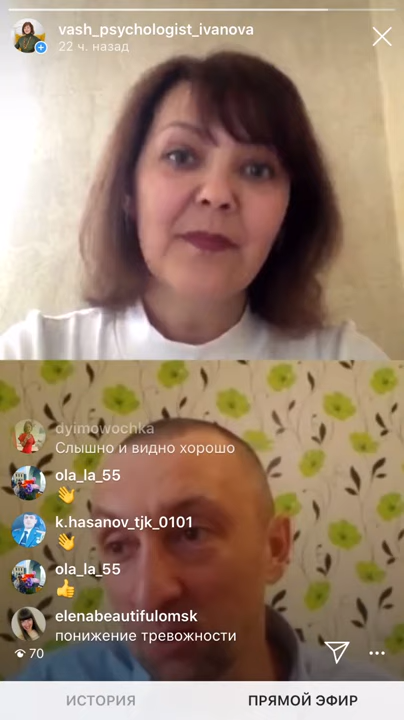 vash_psychologist_ivanova
22 ч. назад
dyimowochka
Слышно и видно хорошо
ola_la_55
👋
k.hasanov_tjk_0101
👋
ola_la_55
👍
elenabeautifulomsk
понижение тревожности
70
ИСТОРИЯ
ПРЯМОЙ ЭФИР